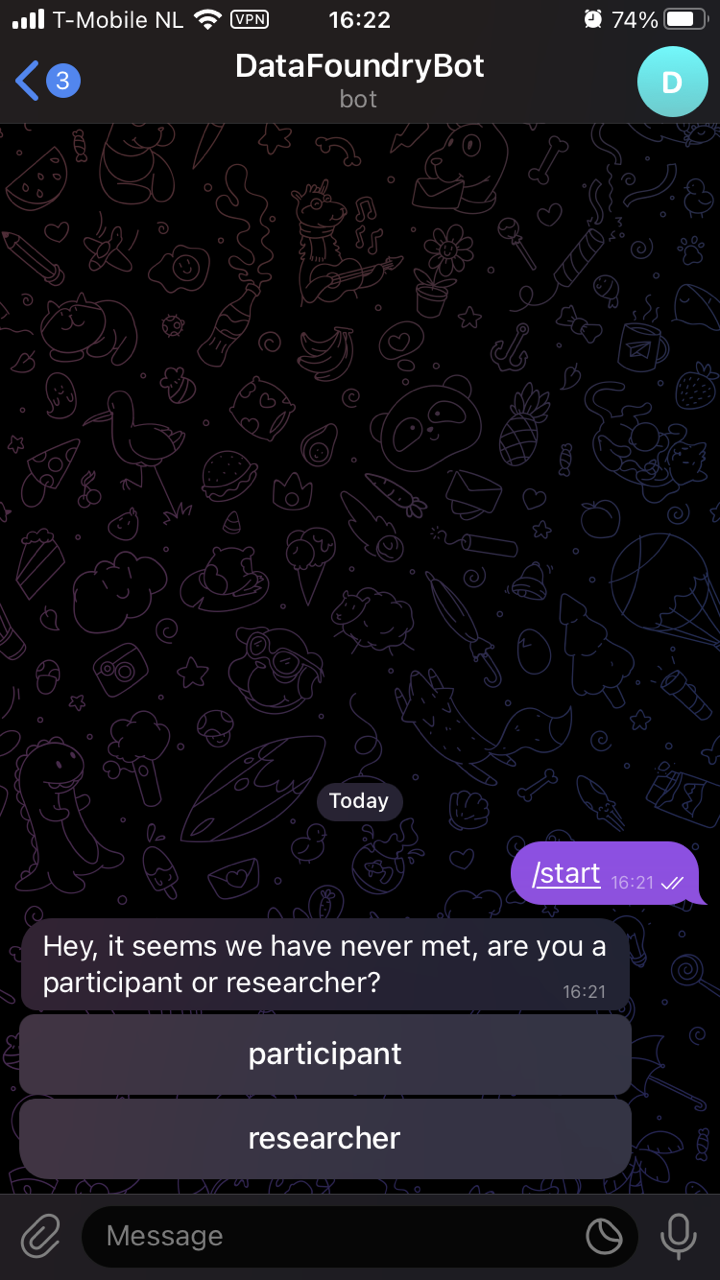 T-Mobile NL VPN 16:22 74%
3 DataFoundryBot D
bot
Today
/start 16:21
Hey, it seems we have never met, are you a
participant or researcher?
16:21
participant
researcher
Message